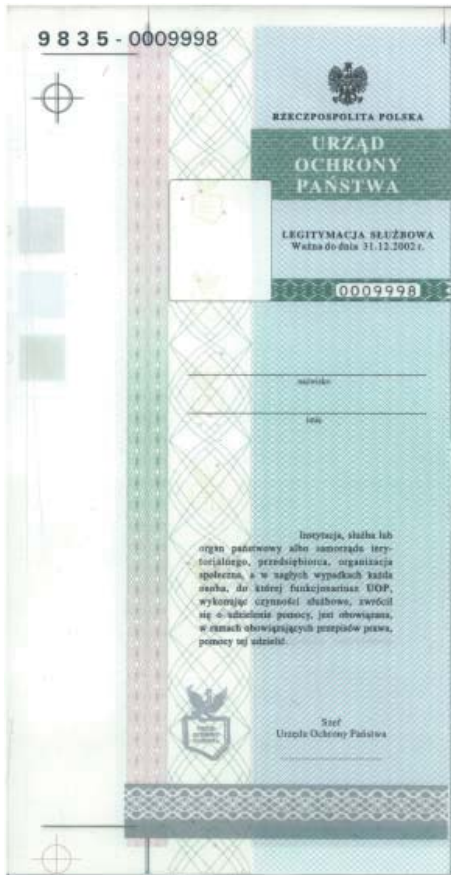 9835-0009998
RZECZPOSPOLITA POLSKA
URZĄD
OCHRONY
PAŃSTWA
LEGITYMACJA SŁUŻBOWA
Ważna do dnia 31.12.2002 r.
0009998
nazwisko
imię
Instytucja, służba lub
organ państwowy albo samorządu tery-
torialnego, przedsiębiorca, organizacja
społeczna, a w nagłych wypadkach każda
osoba, do której funkcjonariusz UOP,
wykonując czynności służbowe, zwrócił
się o udzielenie pomocy, jest obowiązana,
w ramach obowiązujących przepisów prawa,
pomocy tej udzielić.
Szef
Urzędu Ochrony Państwa